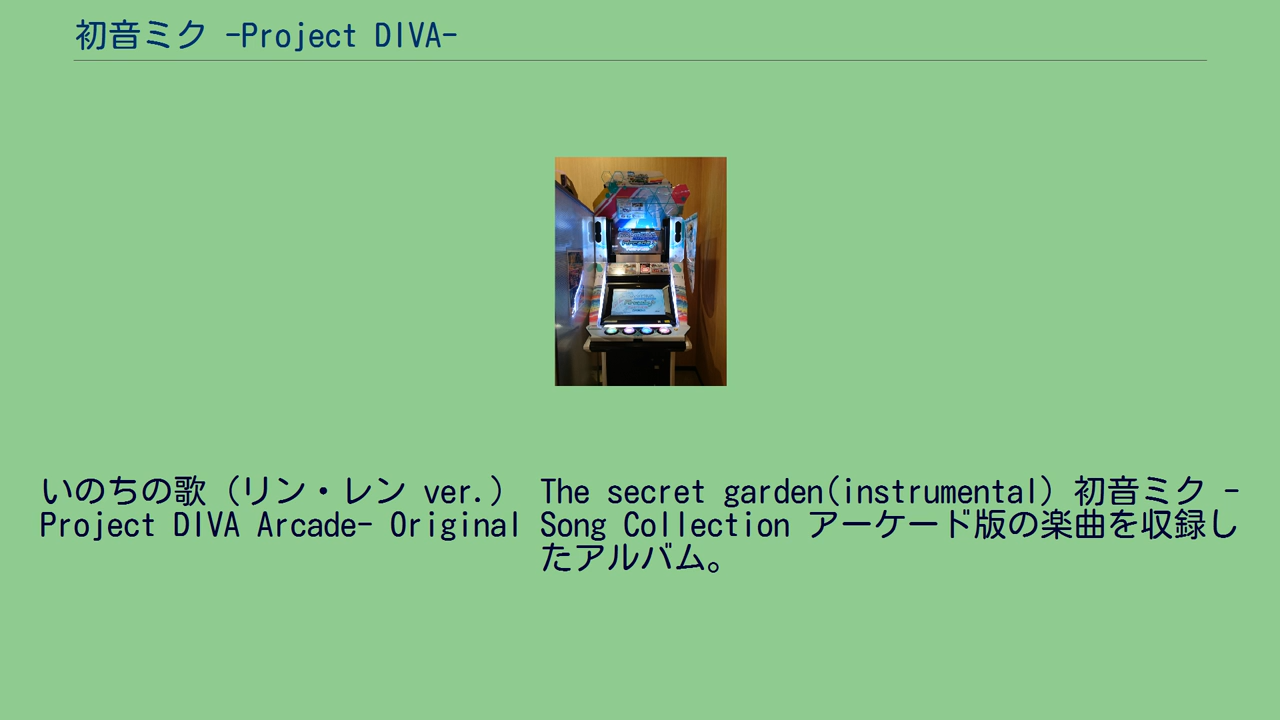 初音ミク -Project DIVA-
いのちの歌（リン・レン ver.） The secret garden(instrumental) 初音ミク -
Project DIVA Arcade- Original Song Collection アーケード版の楽曲を収録し
たアルバム。